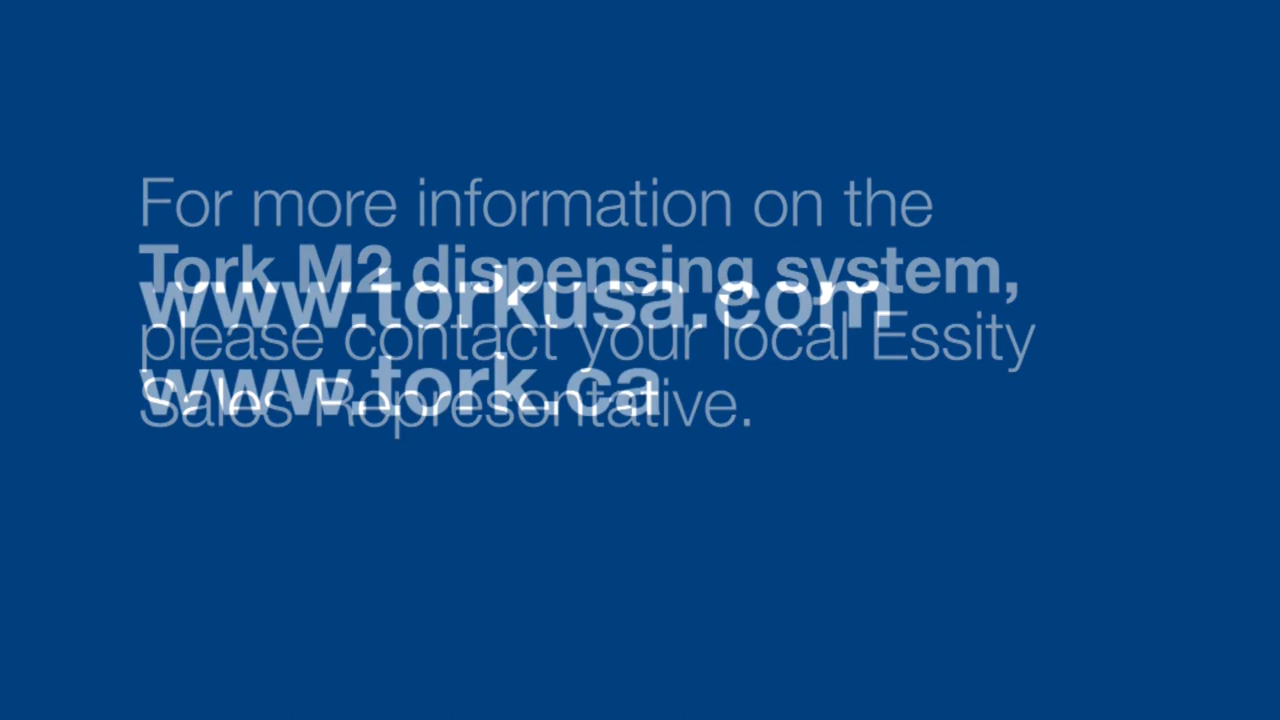 For more information on the
Tork M2 dispensing system,
www.torkusa.com
please contact your local Essity
www.tork.ca
Sales Representative.